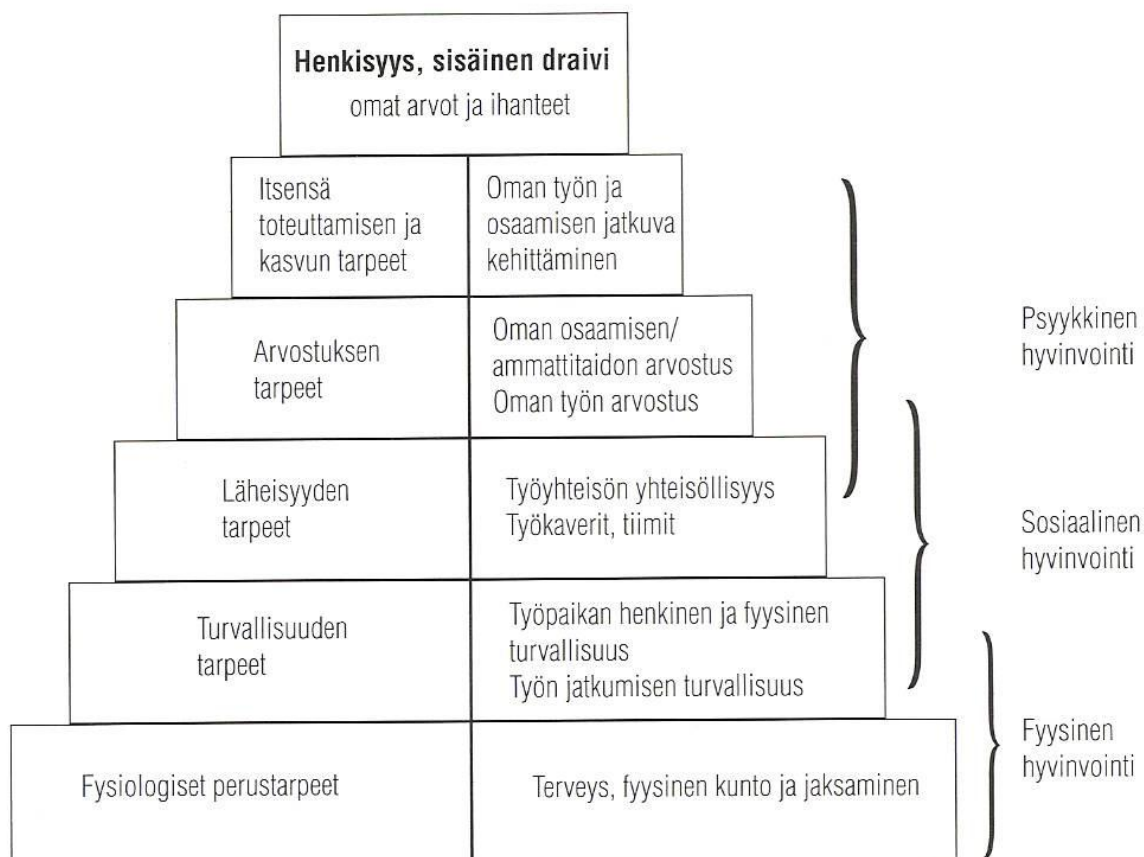 Henkisyys, sisäinen draivi
omat arvot ja ihanteet
Itsensä
toteuttamisen ja
kasvun tarpeet
Oman työn ja
osaamisen jatkuva
kehittäminen
Arvostuksen
tarpeet
Oman osaamisen/
ammattitaidon arvostus
Oman työn arvostus
Psyykkinen
hyvinvointi
Läheisyyden
tarpeet
Työyhteisön yhteisöllisyys
Työkaverit, tiimit
Sosiaalinen
hyvinvointi
Turvallisuuden
tarpeet
Työpaikan henkinen ja fyysinen
turvallisuus
Työn jatkumisen turvallisuus
Fysiologiset perustarpeet
Terveys, fyysinen kunto ja jaksaminen
Fyysinen
hyvinvointi